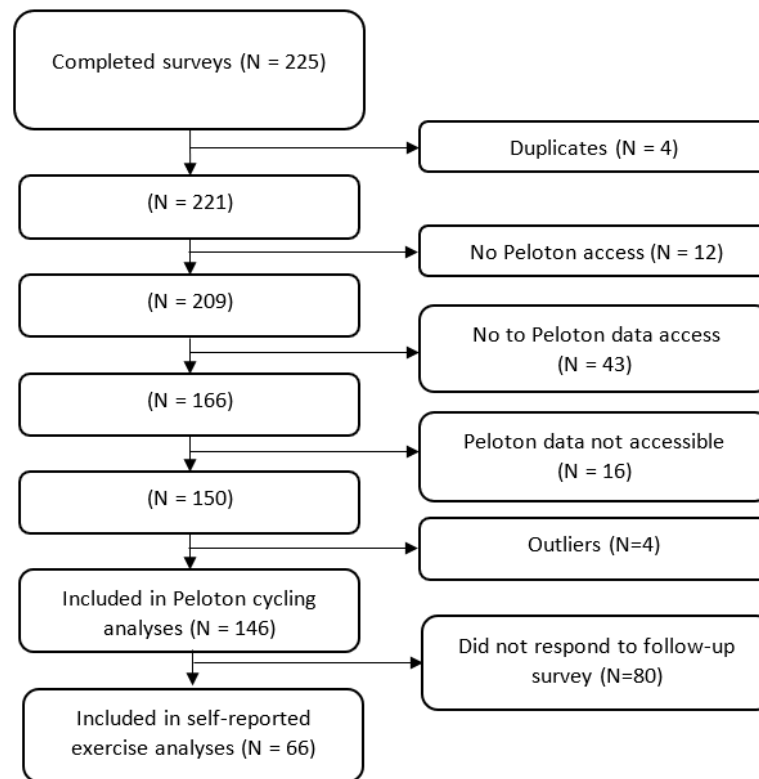 Completed surveys (N = 225)
Duplicates (N = 4)
(N = 221)
No Peloton access (N = 12)
(N = 209)
No to Peloton data access
(N = 43)
(N = 166)
Peloton data not accessible
(N = 16)
(N = 150)
Outliers (N=4)
Included in Peloton cycling
analyses (N = 146)
Did not respond to follow-up
survey (N=80)
Included in self-reported
exercise analyses (N = 66)